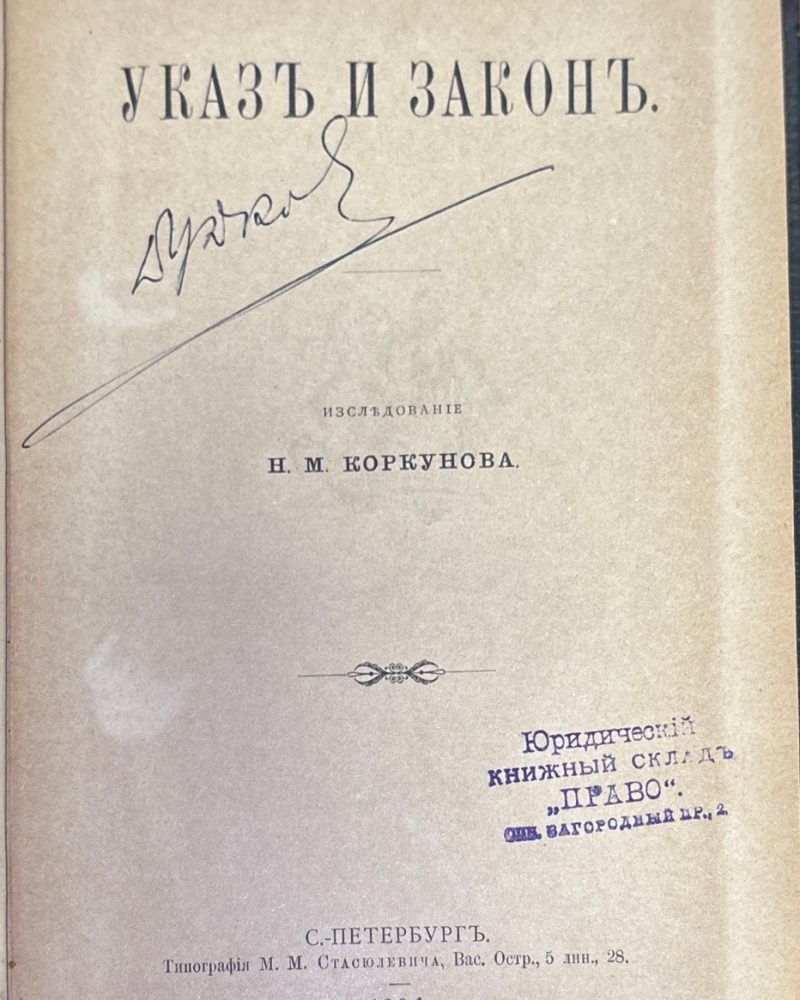 УКАЗЪ И ЗАКОНЪ.
ИЗСЛѢДОВАНІЕ
Н. М. КОРКУНОВА.
Юридическій
книжный складъ
„ПРАВО“.
СПБ. ЗАГОРОДНЫЙ ПР., 2
С.-ПЕТЕРБУРГЪ.
Типографія М. М. Стасюлевича, Вас. Остр., 5 лин., 28.